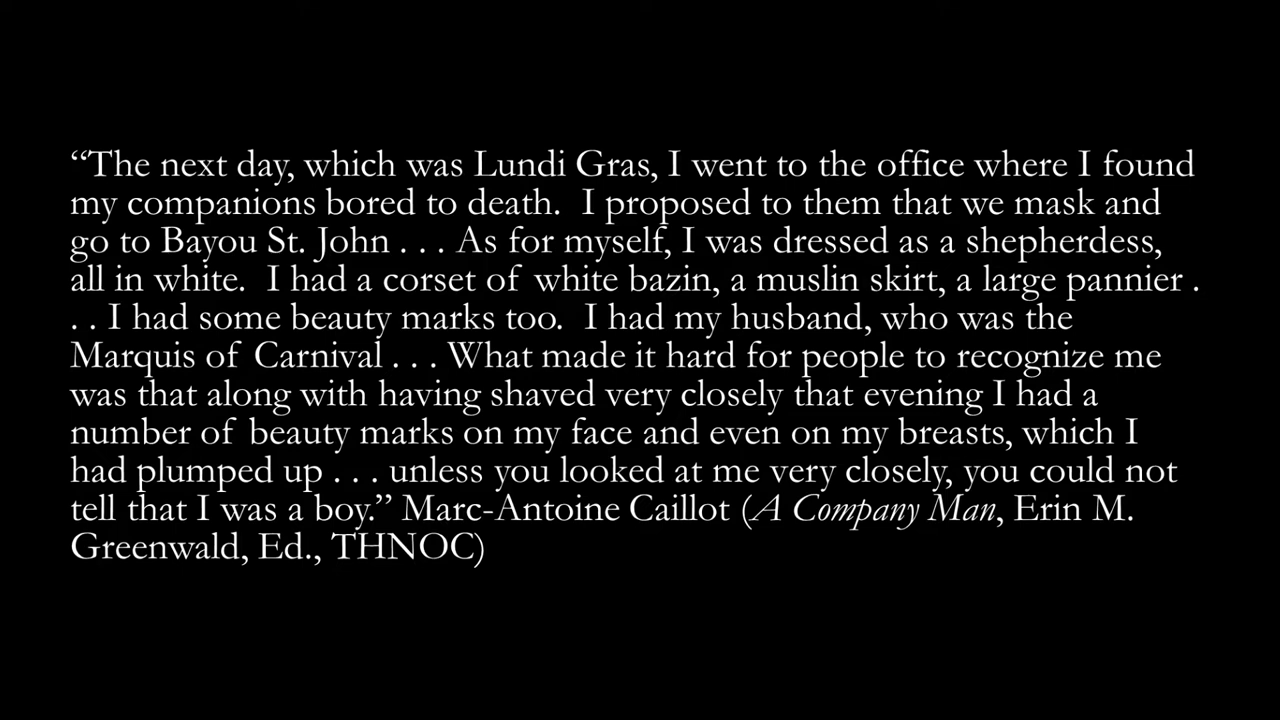 “The next day, which was Lundi Gras, I went to the office where I found
my companions bored to death.  I proposed to them that we mask and
go to Bayou St. John . . . As for myself, I was dressed as a shepherdess,
all in white.  I had a corset of white bazin, a muslin skirt, a large pannier .
. . I had some beauty marks too.  I had my husband, who was the
Marquis of Carnival . . . What made it hard for people to recognize me
was that along with having shaved very closely that evening I had a
number of beauty marks on my face and even on my breasts, which I
had plumped up . . . unless you looked at me very closely, you could not
tell that I was a boy.” Marc-Antoine Caillot (A Company Man, Erin M.
Greenwald, Ed., THNOC)